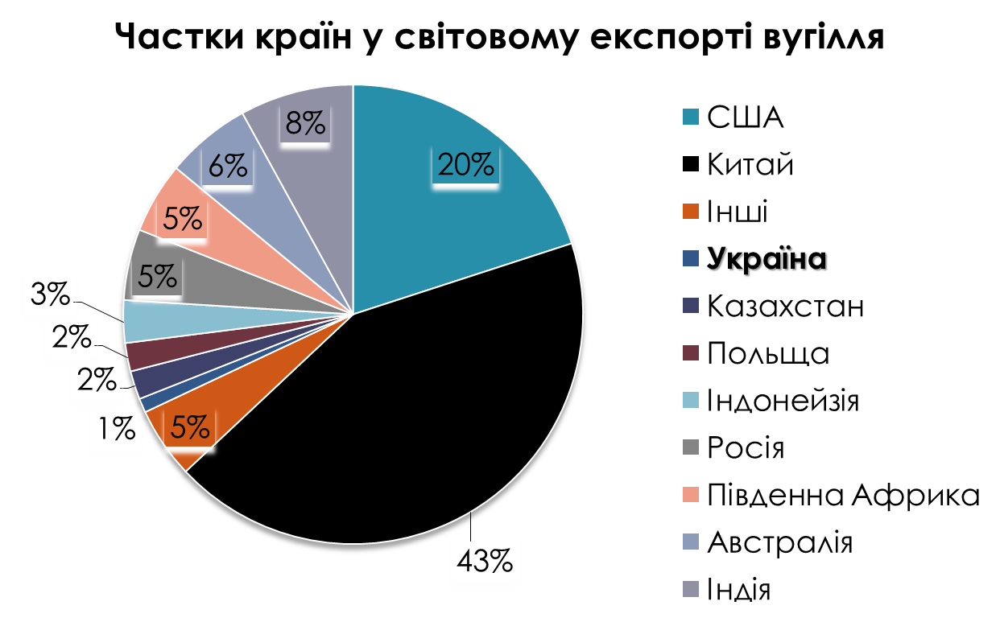 Частки країн у світовому експорті вугілля
8%
20%
6%
5%
5%
3%
2%
2%
1%
5%
43%
США
Китай
Інші
Україна
Казахстан
Польща
Індонейзія
Росія
Південна Африка
Австралія
Індія